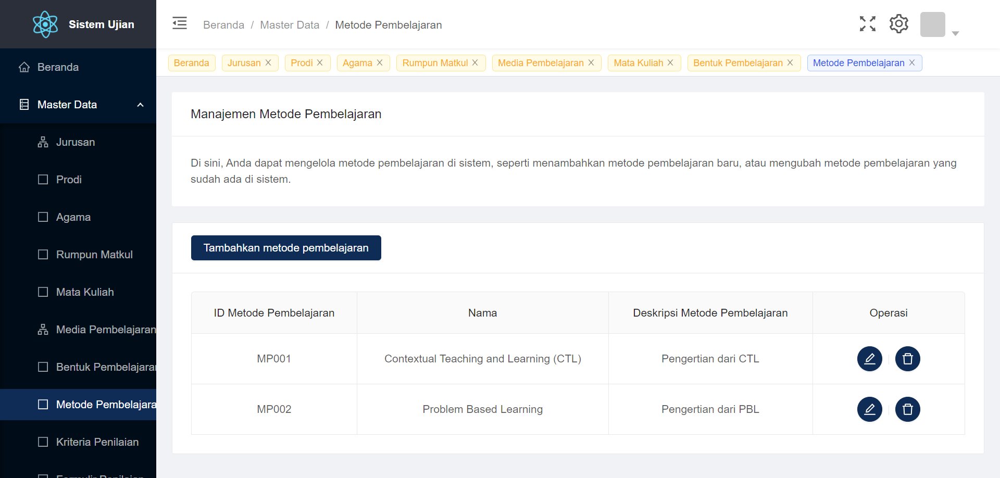 Sistem Ujian
Beranda
Master Data
Jurusan
Prodi
Agama
Rumpun Matkul
Mata Kuliah
Media Pembelajaran
Bentuk Pembelajaran
Metode Pembelajara
Kriteria Penilaian
Formulir Penilaian
Beranda / Master Data / Metode Pembelajaran
Beranda Jurusan Prodi Agama Rumpun Matkul Media Pembelajaran Mata Kuliah Bentuk Pembelajaran Metode Pembelajaran
Manajemen Metode Pembelajaran
Di sini, Anda dapat mengelola metode pembelajaran di sistem, seperti menambahkan metode pembelajaran baru, atau mengubah metode pembelajaran yang
sudah ada di sistem.
Tambahkan metode pembelajaran
ID Metode Pembelajaran Nama Deskripsi Metode Pembelajaran Operasi
MP001 Contextual Teaching and Learning (CTL) Pengertian dari CTL
MP002 Problem Based Learning Pengertian dari PBL